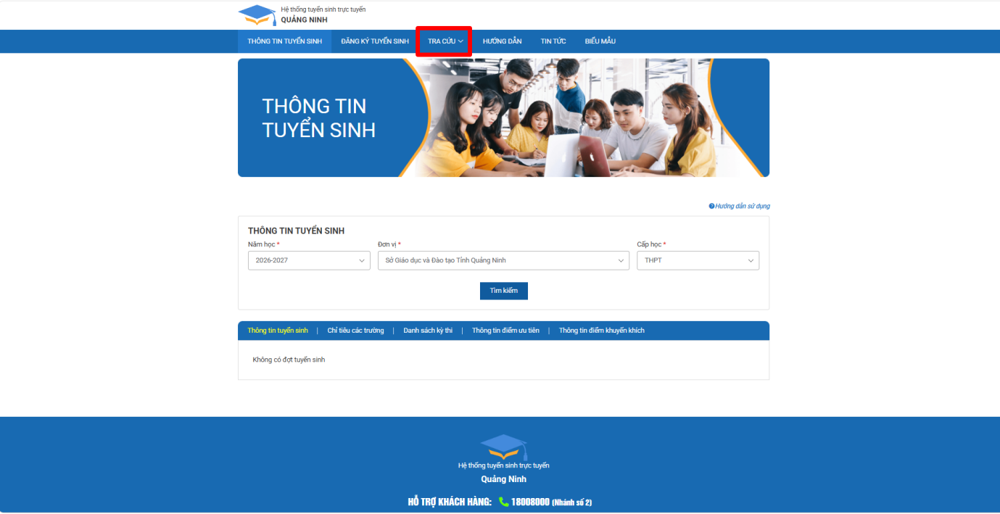 Hệ thống tuyển sinh trực tuyến
QUẢNG NINH
THÔNG TIN TUYỂN SINH ĐĂNG KÝ TUYỂN SINH TRA CỨU HƯỚNG DẪN TIN TỨC BIỂU MẪU
THÔNG TIN
TUYỂN SINH
Hướng dẫn sử dụng
THÔNG TIN TUYỂN SINH
Năm học * Đơn vị * Cấp học *
2026-2027 Sở Giáo dục và Đào tạo Tỉnh Quảng Ninh THPT
Tìm kiếm
Thông tin tuyển sinh | Chỉ tiêu các trường | Danh sách kỳ thi | Thông tin điểm ưu tiên | Thông tin điểm khuyến khích
Không có đợt tuyển sinh
Hệ thống tuyển sinh trực tuyến
Quảng Ninh
HỖ TRỢ KHÁCH HÀNG: 18008000 (Nhánh số 2)